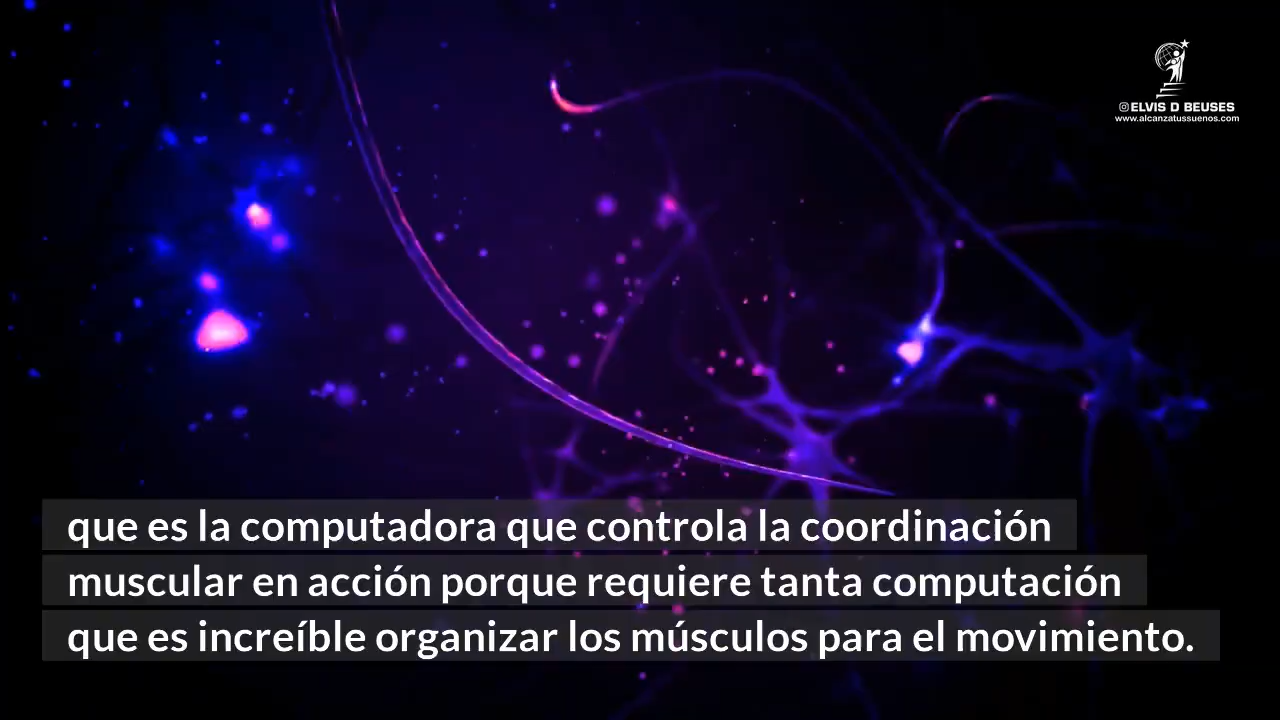 ELVIS D BEUSES
www.alcanzatussuenos.com
que es la computadora que controla la coordinación
muscular en acción porque requiere tanta computación
que es increíble organizar los músculos para el movimiento.